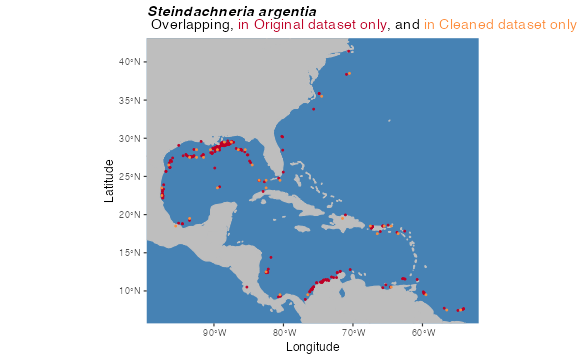 Steindachneria argentia
Overlapping, in Original dataset only, and in Cleaned dataset only
40°N
35°N
30°N
25°N
20°N
15°N
10°N
Latitude
90°W 80°W 70°W 60°W
Longitude